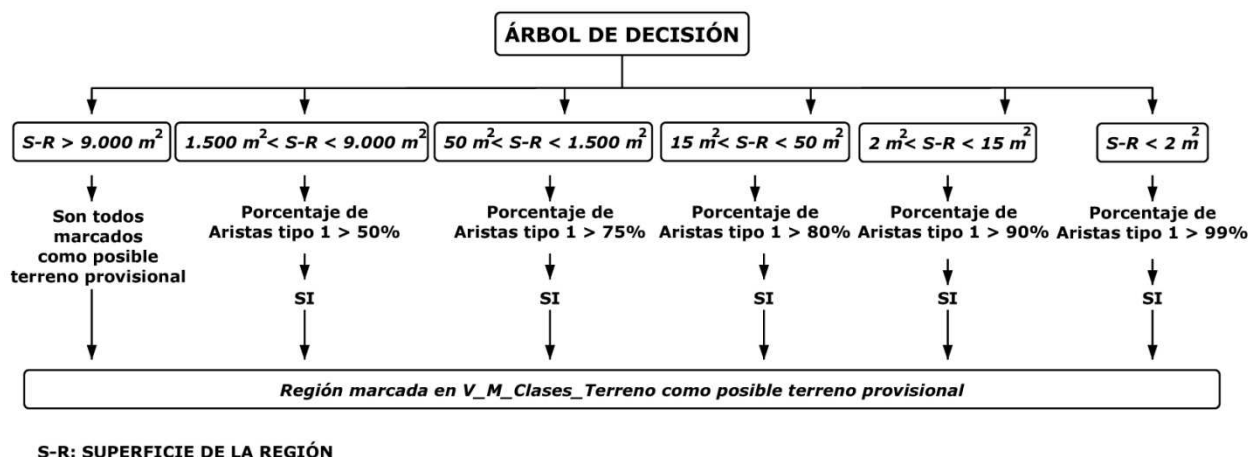 ÁRBOL DE DECISIÓN
S-R > 9.000 m²
1.500 m²< S-R < 9.000 m²
50 m²< S-R < 1.500 m²
15 m²< S-R < 50 m²
2 m²< S-R < 15 m²
S-R < 2 m²
Son todos
marcados
como posible
terreno provisional
Porcentaje de
Aristas tipo 1 > 50%
Porcentaje de
Aristas tipo 1 > 75%
Porcentaje de
Aristas tipo 1 > 80%
Porcentaje de
Aristas tipo 1 > 90%
Porcentaje de
Aristas tipo 1 > 99%
SI
SI
SI
SI
SI
Región marcada en V_M_Clases_Terreno como posible terreno provisional
S-R: SUPERFICIE DE LA REGIÓN